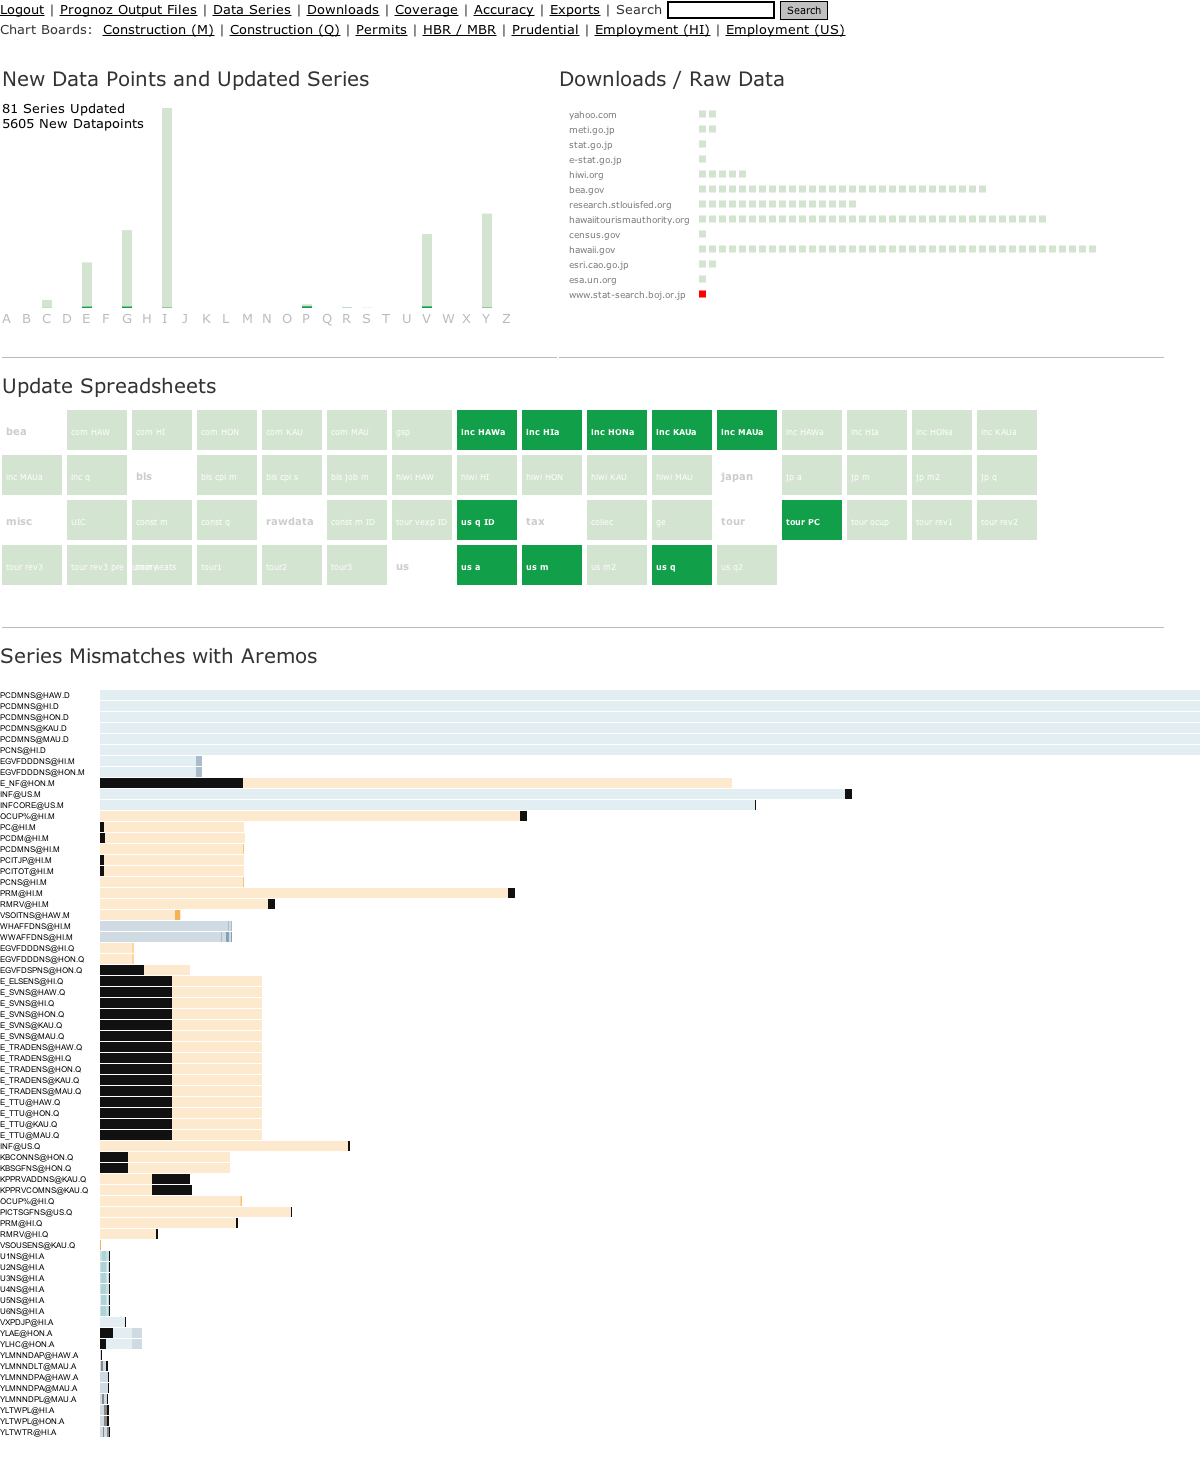 Logout | Prognoz Output Files | Data Series | Downloads | Coverage | Accuracy | Exports | Search Search
Chart Boards: Construction (M) | Construction (Q) | Permits | HBR / MBR | Prudential | Employment (HI) | Employment (US)
New Data Points and Updated Series
81 Series Updated
5605 New Datapoints
A B C D E F G H I J K L M N O P Q R S T U V W X Y Z
Downloads / Raw Data
yahoo.com
meti.go.jp
stat.go.jp
e-stat.go.jp
hiwi.org
bea.gov
research.stlouisfed.org
hawaiitourismauthority.org
census.gov
hawaii.gov
esri.cao.go.jp
esa.un.org
www.stat-search.boj.or.jp
Update Spreadsheets
bea com HAW com HI com HON com KAU com MAU gsp inc HAWa inc HIa inc HONa inc KAUa inc MAUa inc HAWa inc HIa inc HONa inc KAUa
inc MAUa inc q bls bls cpi m bls cpi s bls job m hiwi HAW hiwi HI hiwi HON hiwi KAU hiwi MAU japan jp a jp m jp m2 jp q
misc UIC const m const q rawdata const m ID tour vexp ID us q ID tax collec ge tour tour PC tour ocup tour rev1 tour rev2
tour rev3 tour rev3 pre tour seats tour1 tour2 tour3 us us a us m us m2 us q us q2
Series Mismatches with Aremos
PCDMNS@HAW.D
PCDMNS@HI.D
PCDMNS@HON.D
PCDMNS@KAU.D
PCDMNS@MAU.D
PCNS@HI.D
EGVFDDDNS@HI.M
EGVFDDDNS@HON.M
E_NF@HON.M
INF@US.M
INFCORE@US.M
OCUP%@HI.M
PC@HI.M
PCDM@HI.M
PCDMNS@HI.M
PCITJP@HI.M
PCITOT@HI.M
PCNS@HI.M
PRM@HI.M
RMRV@HI.M
VSOITNS@HAW.M
WHAFFDNS@HI.M
WWAFFDNS@HI.M
EGVFDDDNS@HI.Q
EGVFDDDNS@HON.Q
EGVFDSPNS@HON.Q
E_ELSENS@HI.Q
E_SVNS@HAW.Q
E_SVNS@HI.Q
E_SVNS@HON.Q
E_SVNS@KAU.Q
E_SVNS@MAU.Q
E_TRADENS@HAW.Q
E_TRADENS@HI.Q
E_TRADENS@HON.Q
E_TRADENS@KAU.Q
E_TRADENS@MAU.Q
E_TTU@HAW.Q
E_TTU@HON.Q
E_TTU@KAU.Q
E_TTU@MAU.Q
INF@US.Q
KBCONNS@HON.Q
KBSGFNS@HON.Q
KPPRVADDNS@KAU.Q
KPPRVCOMNS@KAU.Q
OCUP%@HI.Q
PICTSGFNS@US.Q
PRM@HI.Q
RMRV@HI.Q
VSOUSENS@KAU.Q
U1NS@HI.A
U2NS@HI.A
U3NS@HI.A
U4NS@HI.A
U5NS@HI.A
U6NS@HI.A
VXPDJP@HI.A
YLAE@HON.A
YLHC@HON.A
YLMNNDAP@HAW.A
YLMNNDLT@MAU.A
YLMNNDPA@HAW.A
YLMNNDPA@MAU.A
YLMNNDPL@MAU.A
YLTWPL@HI.A
YLTWPL@HON.A
YLTWTR@HI.A